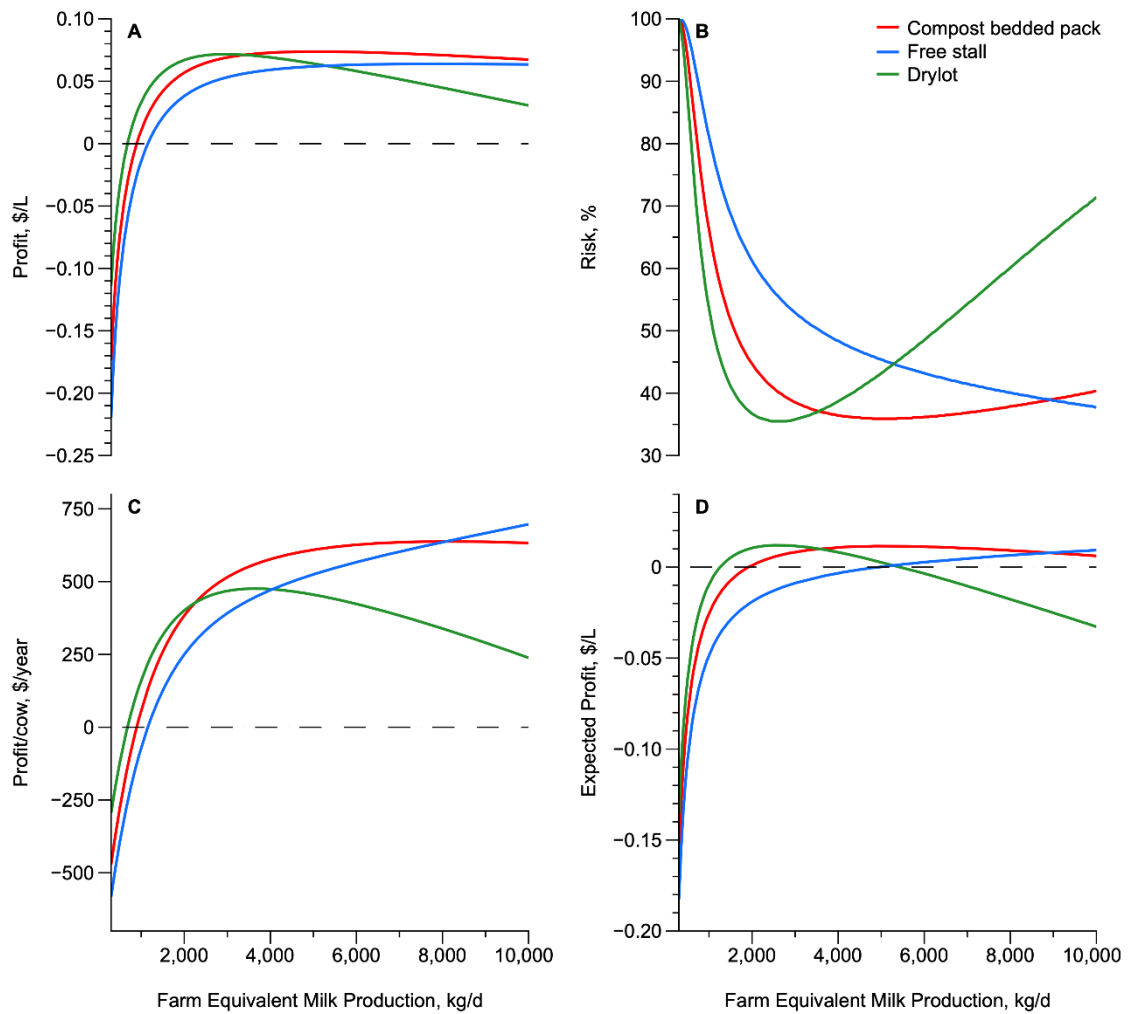 A
Profit, $/L
0.10
0.05
0
−0.05
−0.10
−0.15
−0.20
−0.25
B
Compost bedded pack
Free stall
Drylot
Risk, %
100
90
80
70
60
50
40
30
C
Profit/cow, $/year
750
500
250
0
−250
−500
2,000 4,000 6,000 8,000 10,000
Farm Equivalent Milk Production, kg/d
D
Expected Profit, $/L
0
−0.05
−0.10
−0.15
−0.20
2,000 4,000 6,000 8,000 10,000
Farm Equivalent Milk Production, kg/d